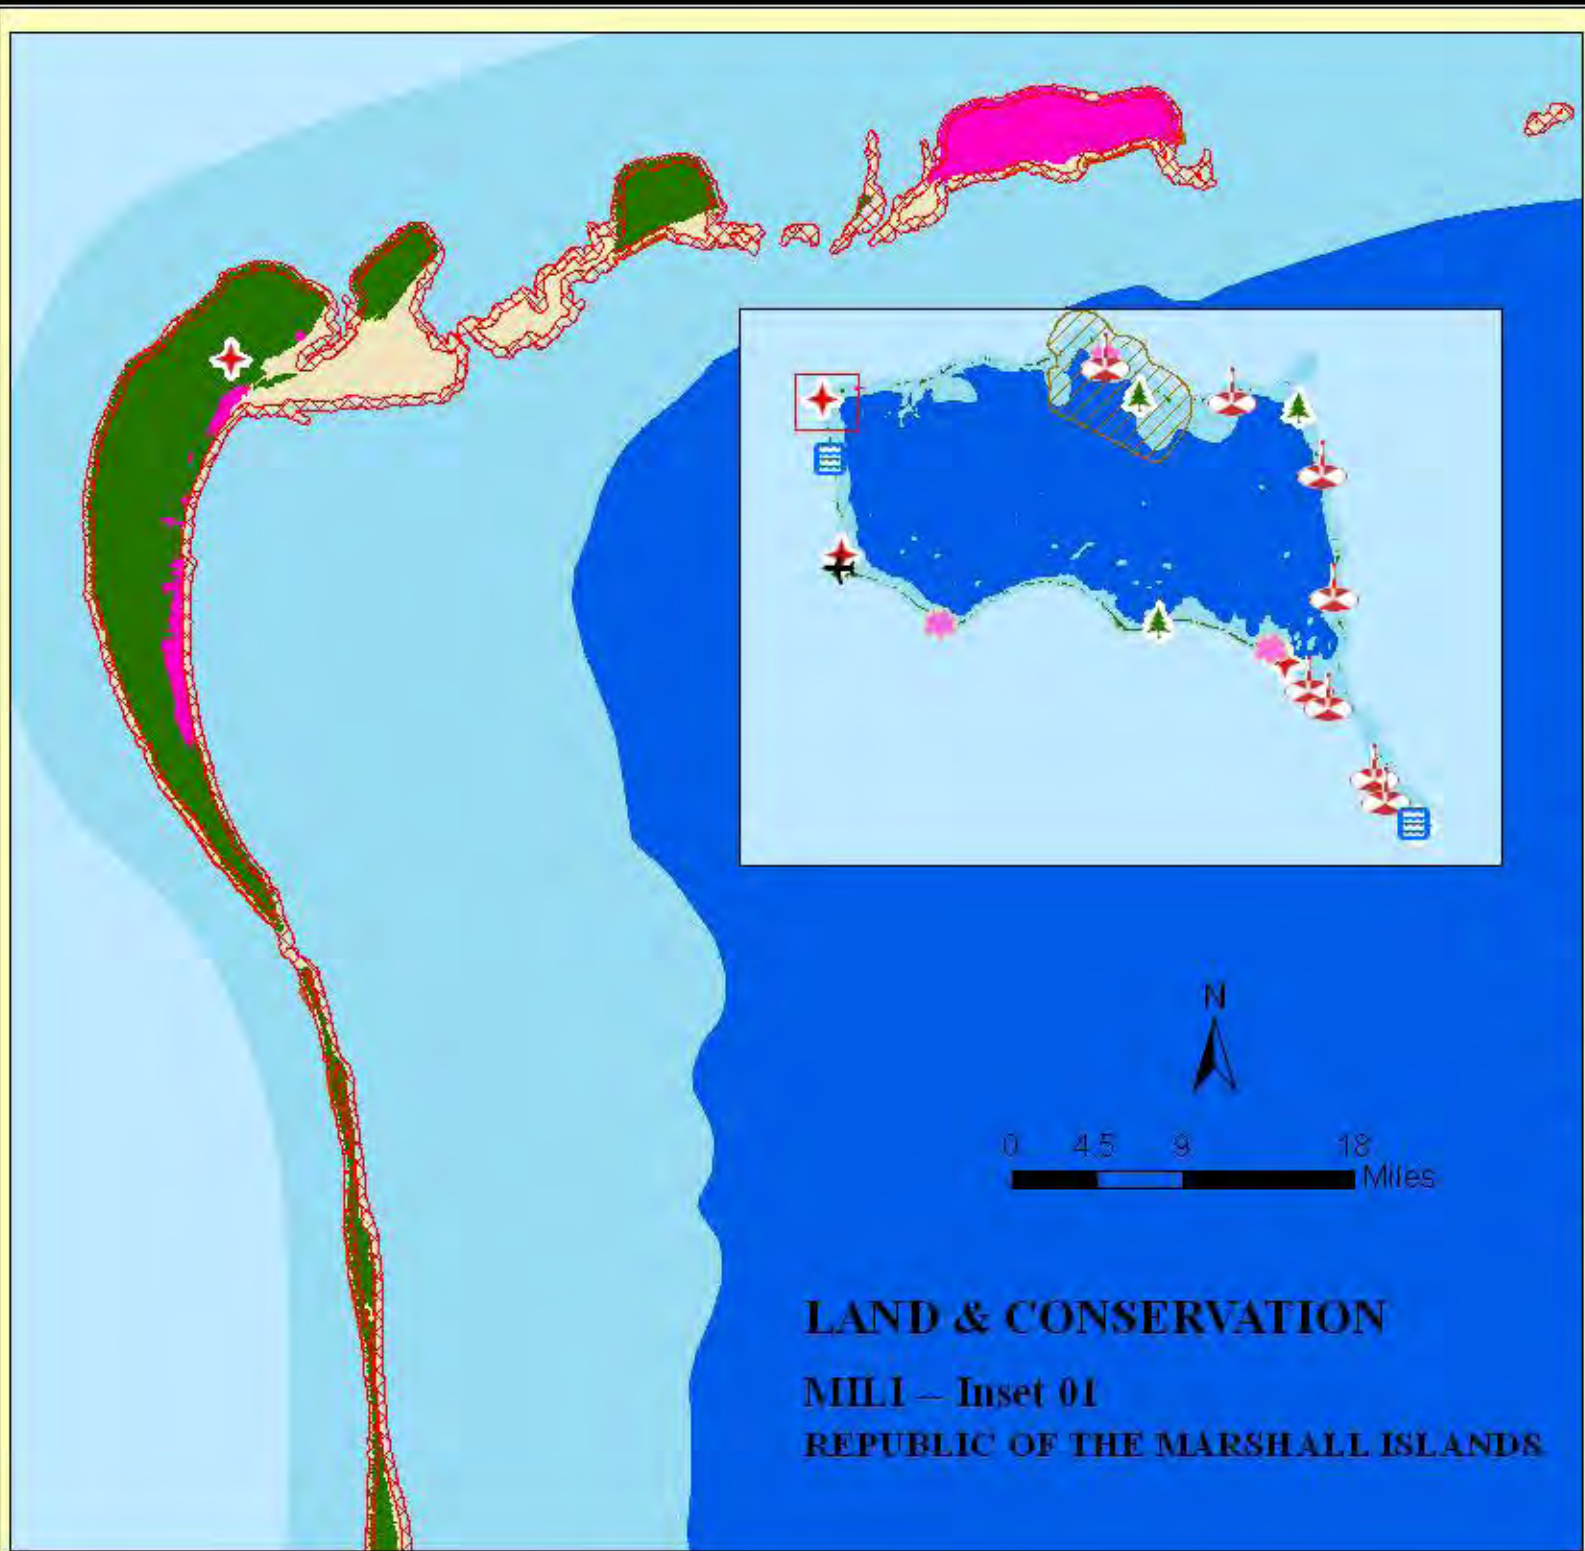 N
0 4.5 9 18
Miles
LAND & CONSERVATION
MILI – Inset 01
REPUBLIC OF THE MARSHALL ISLANDS